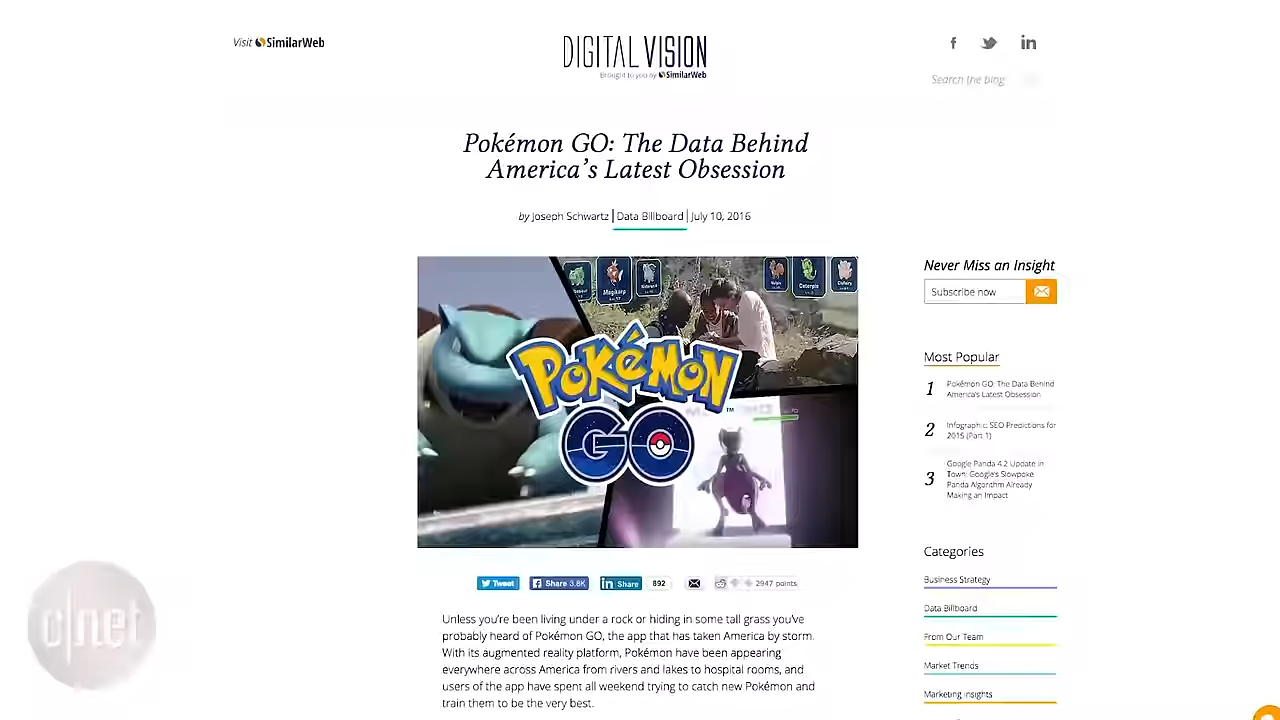 Visit SimilarWeb
DIGITAL VISION
Brought to you by SimilarWeb
Search the blog
Pokémon GO: The Data Behind
America's Latest Obsession
by Joseph Schwartz | Data Billboard | July 10, 2016
Magikarp
Caterpie
POKéMON
GO
TM
Tweet
Share 3.8K
in Share
892
2947 points
Unless you're been living under a rock or hiding in some tall grass you've
probably heard of Pokémon GO, the app that has taken America by storm.
With its augmented reality platform, Pokémon have been appearing
everywhere across America from rivers and lakes to hospital rooms, and
users of the app have spent all weekend trying to catch new Pokémon and
train them to be the very best.
Never Miss an Insight
Subscribe now
Most Popular
1 Pokémon GO: The Data Behind
America's Latest Obsession
2 Infographic: SEO Predictions for
2015 (Part 1)
3 Google Panda 4.2 Update in
Town: Google's Slowpoke
Panda Algorithm Already
Making an Impact
Categories
Business Strategy
Data Billboard
From Our Team
Market Trends
Marketing Insights
c|net